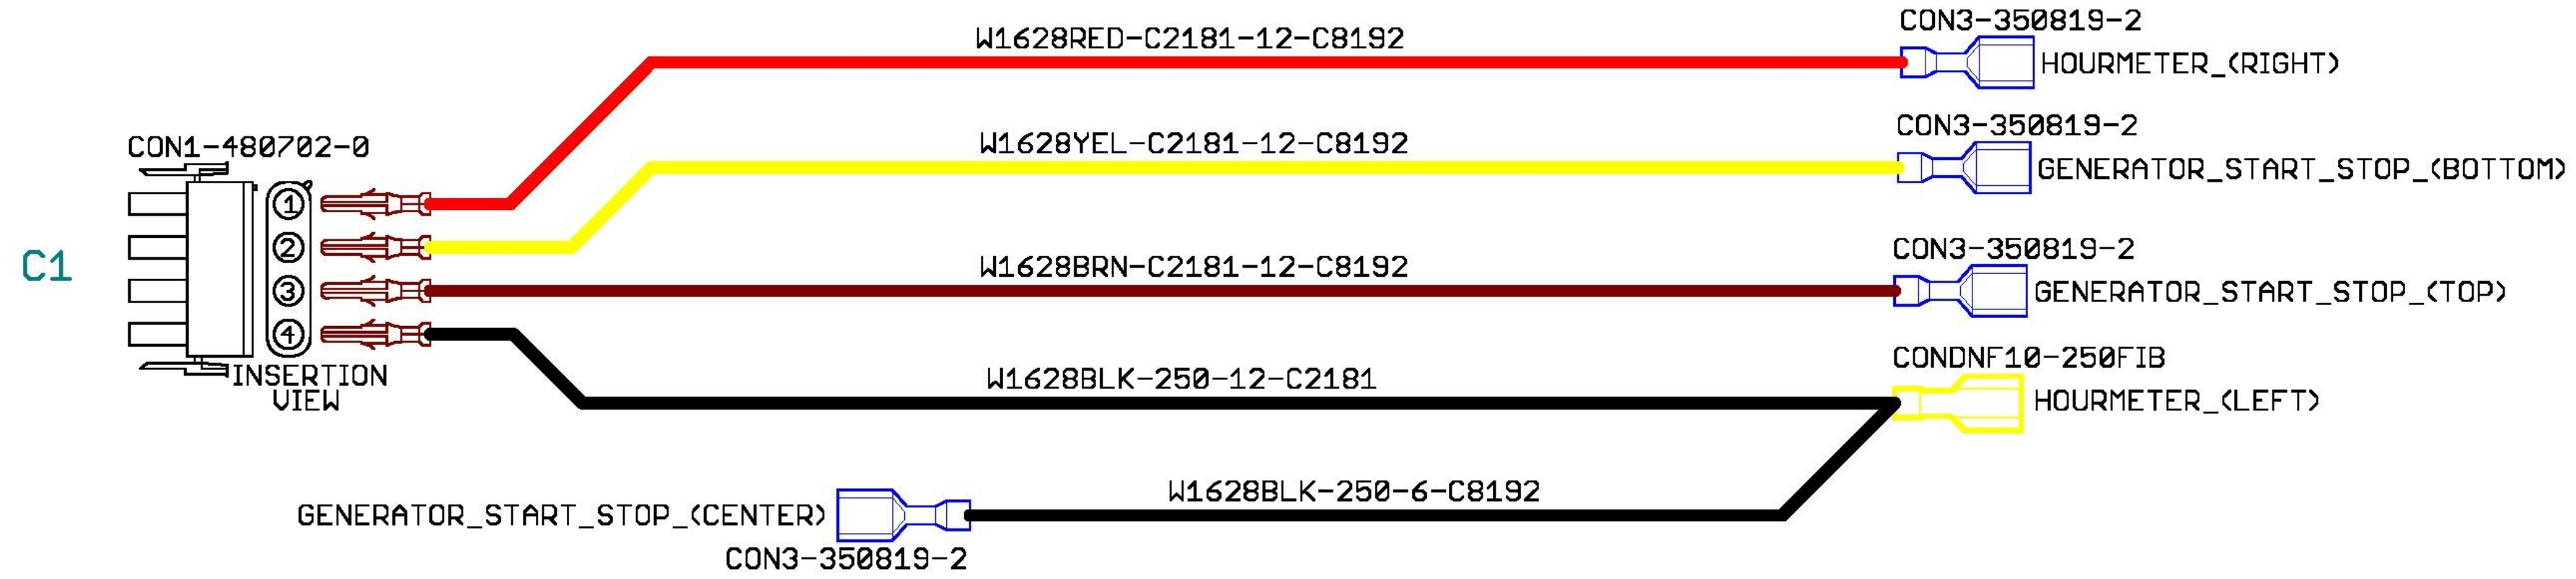 W1628RED-C2181-12-C8192
CON3-350819-2
HOURMETER_(RIGHT)
W1628YEL-C2181-12-C8192
CON3-350819-2
GENERATOR_START_STOP_(BOTTOM)
CON1-480702-0
C1
1
2
3
4
INSERTION
VIEW
W1628BRN-C2181-12-C8192
CON3-350819-2
GENERATOR_START_STOP_(TOP)
W1628BLK-250-12-C2181
CONDNF10-250FIB
HOURMETER_(LEFT)
W1628BLK-250-6-C8192
GENERATOR_START_STOP_(CENTER)
CON3-350819-2